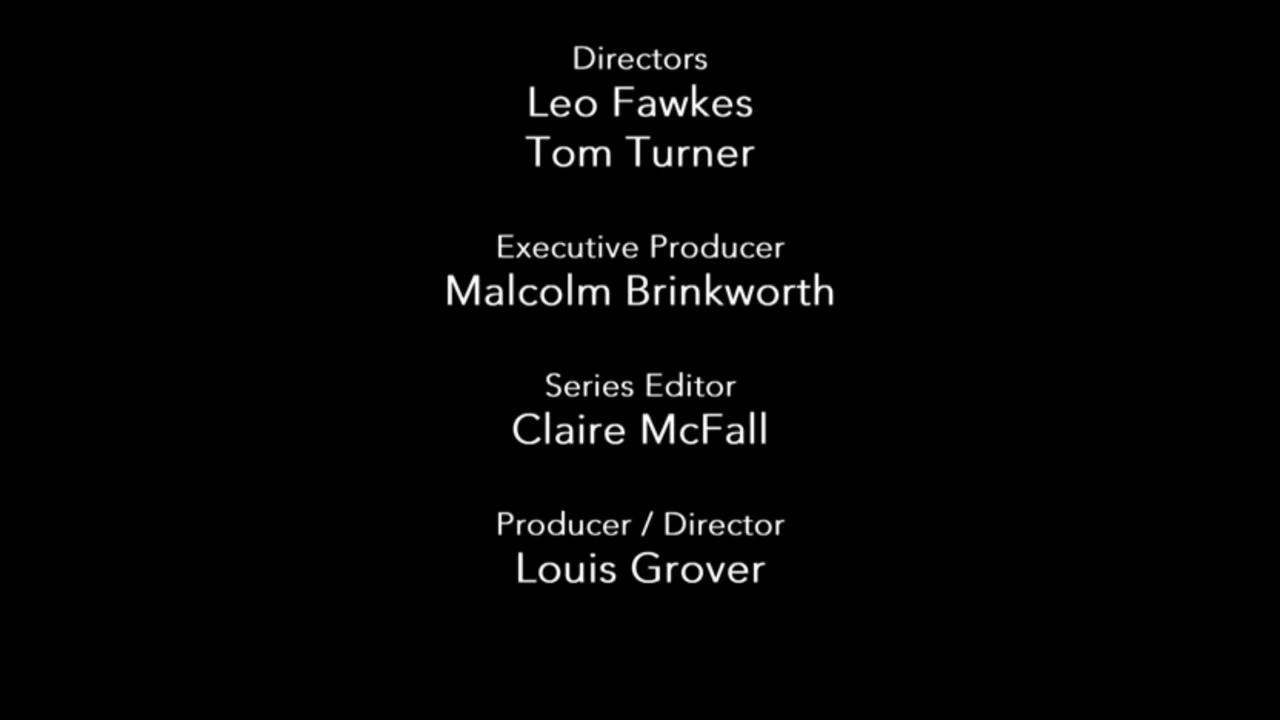 Directors
Leo Fawkes
Tom Turner
Executive Producer
Malcolm Brinkworth
Series Editor
Claire McFall
Producer / Director
Louis Grover